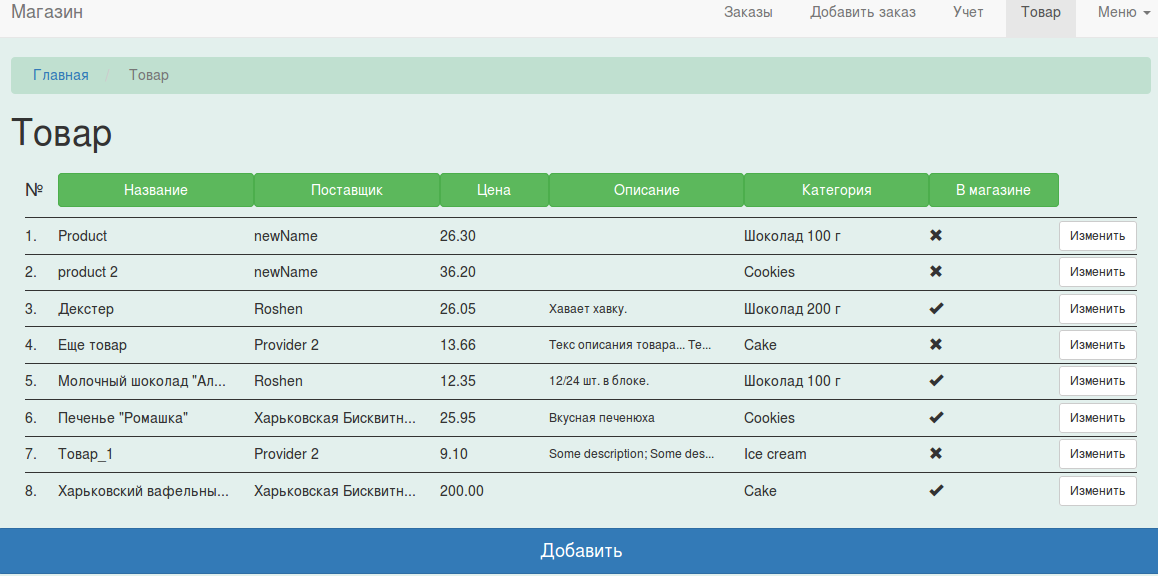 Магазин Заказы Добавить заказ Учет Товар Меню
Главная / Товар
Товар
№ Название Поставщик Цена Описание Категория В магазине
1. Product newName 26.30 Шоколад 100 г Изменить
2. product 2 newName 36.20 Cookies Изменить
3. Декстер Roshen 26.05 Хавает хавку. Шоколад 200 г Изменить
4. Еще товар Provider 2 13.66 Текс описания товара... Те... Cake Изменить
5. Молочный шоколад "Ал... Roshen 12.35 12/24 шт. в блоке. Шоколад 100 г Изменить
6. Печенье "Ромашка" Харьковская Бисквитн... 25.95 Вкусная печенюха Cookies Изменить
7. Товар_1 Provider 2 9.10 Some description; Some des... Ice cream Изменить
8. Харьковский вафельны... Харьковская Бисквитн... 200.00 Cake Изменить
Добавить